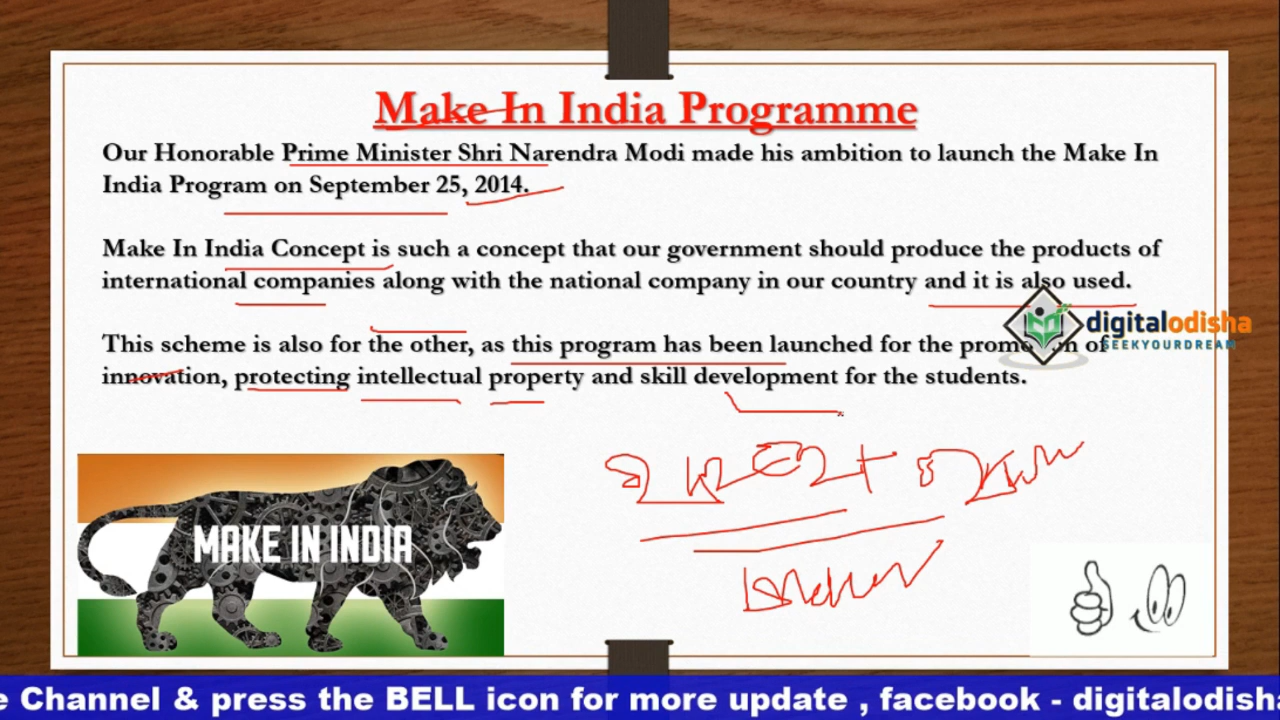 Make In India Programme
Our Honorable Prime Minister Shri Narendra Modi made his ambition to launch the Make In
India Program on September 25, 2014.
Make In India Concept is such a concept that our government should produce the products of
international companies along with the national company in our country and it is also used.
This scheme is also for the other, as this program has been launched for the of
innovation, protecting intellectual property and skill development for the students.
digitalodisha
SEEKYOURDREAM
MAKE IN INDIA
e Channel & press the BELL icon for more update , facebook - digitalodisha